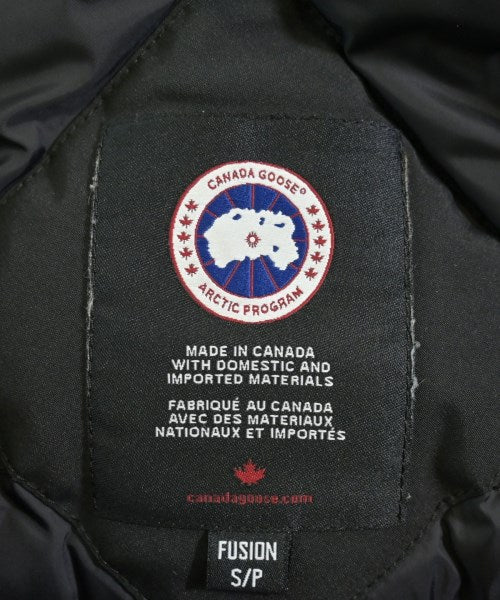 CANADA GOOSE®
ARCTIC PROGRAM
MADE IN CANADA
WITH DOMESTIC AND
IMPORTED MATERIALS
FABRIQUÉ AU CANADA
AVEC DES MATERIAUX
NATIONAUX ET IMPORTÉS
canadagoose.com
FUSION
S/P